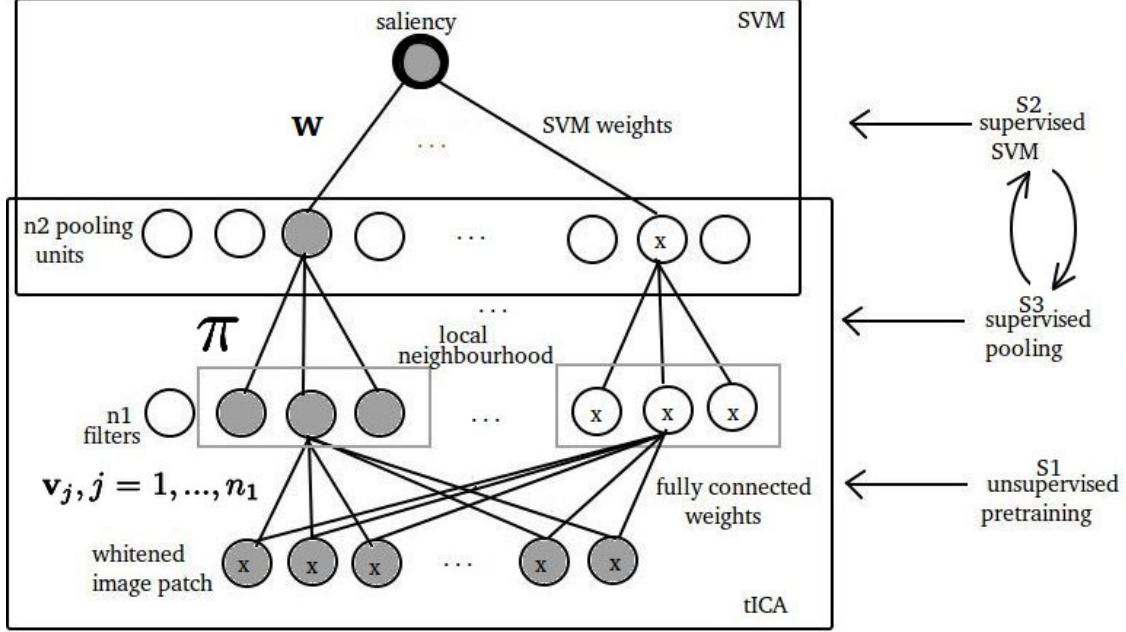 saliency
SVM
w
SVM weights
...
S2
supervised
SVM
n2 pooling
units
...
x
...
π
local
neighbourhood
S3
supervised
pooling
n1
filters
...
x x x
v_j, j = 1, ..., n_1
fully connected
weights
S1
unsupervised
pretraining
whitened
image patch
x x x ... x x
tICA